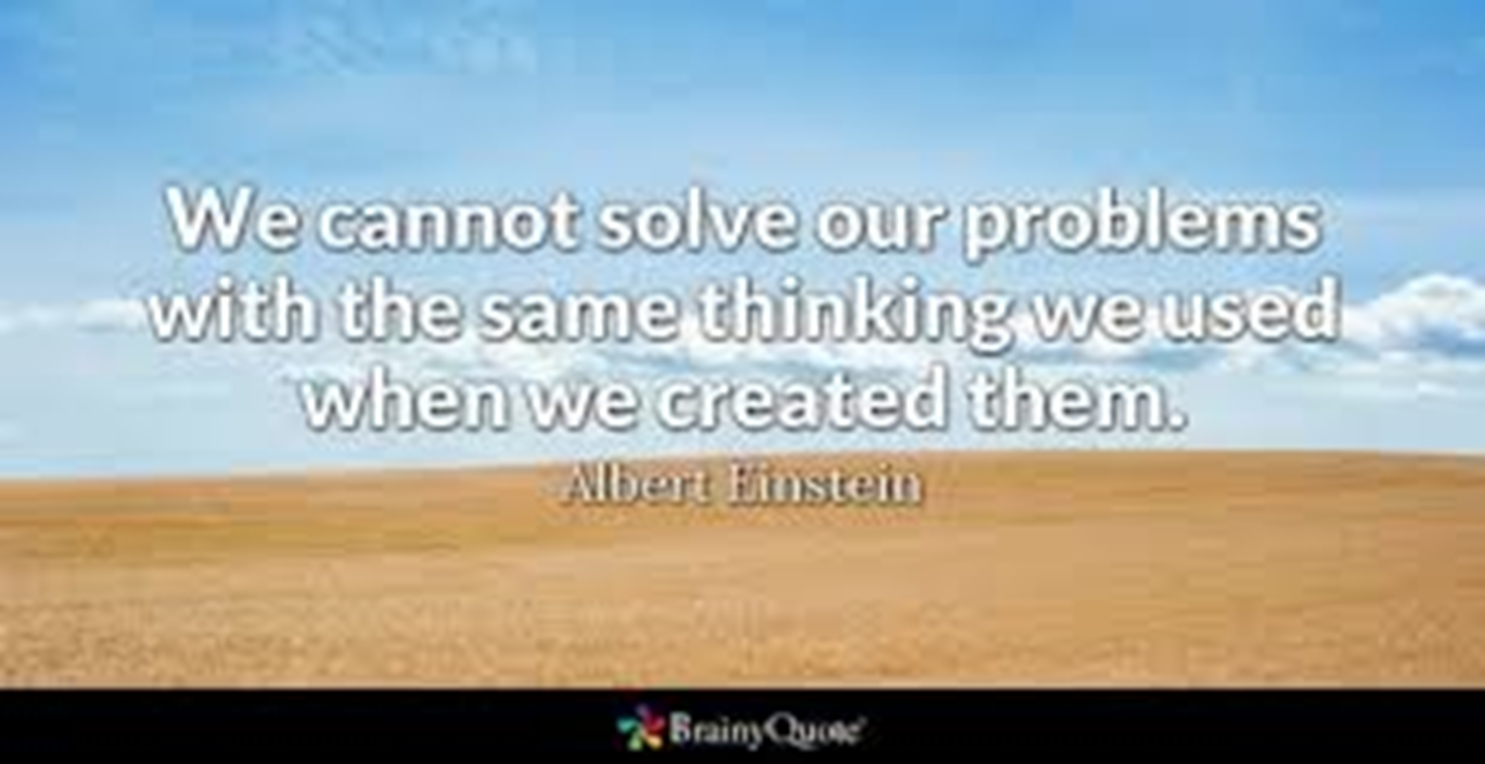 We cannot solve our problems
with the same thinking we used
when we created them.
Albert Einstein
BrainyQuote